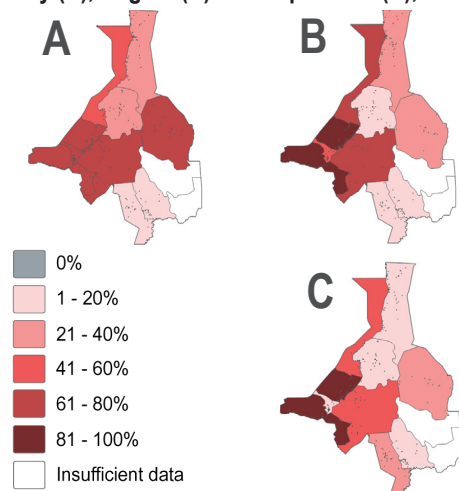 A
B
C
0%
1 - 20%
21 - 40%
41 - 60%
61 - 80%
81 - 100%
Insufficient data